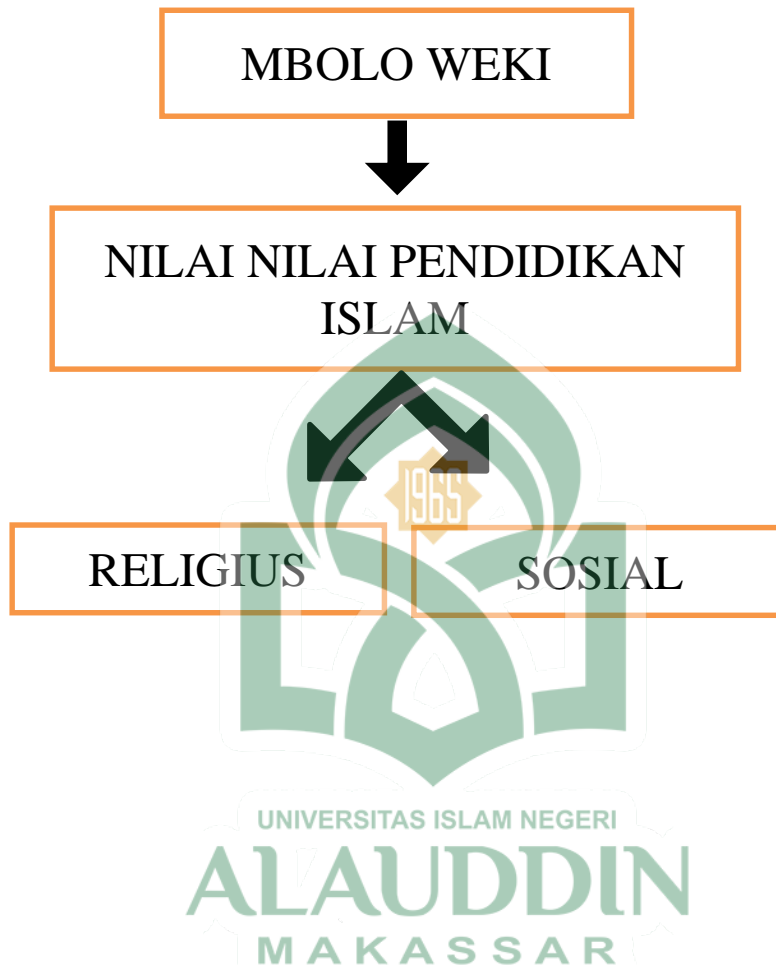 MBOLO WEKI
NILAI NILAI PENDIDIKAN
ISLAM
1965
RELIGIUS
SOSIAL
UNIVERSITAS ISLAM NEGERI
ALAUDDIN
MAKASSAR